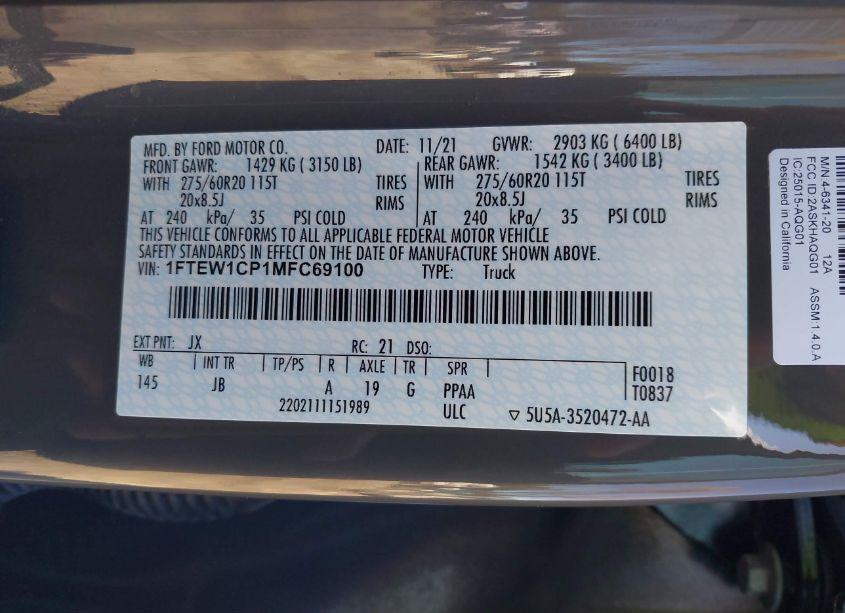 MFD. BY FORD MOTOR CO. DATE: 11/21 GVWR: 2903 KG ( 6400 LB)
FRONT GAWR: 1429 KG ( 3150 LB) REAR GAWR: 1542 KG ( 3400 LB)
WITH 275/60R20 115T TIRES WITH 275/60R20 115T TIRES
20x8.5J RIMS 20x8.5J RIMS
AT 240 kPa/ 35 PSI COLD AT 240 kPa/ 35 PSI COLD
THIS VEHICLE CONFORMS TO ALL APPLICABLE FEDERAL MOTOR VEHICLE
SAFETY STANDARDS IN EFFECT ON THE DATE OF MANUFACTURE SHOWN ABOVE.
VIN: 1FTEW1CP1MFC69100 TYPE: Truck
EXT PNT: JX RC: 21 DSO:
WB INT TR TP/PS R AXLE TR SPR
145 JB A 19 G PPAA
F0018
T0837
2202111151989 ULC ▽ 5U5A-3520472-AA
M/N 4-6341-20 12A
FCC ID:2ASKHAQG01 ASSM:1.4.0.A
IC:25015-AQG01
Designed in California